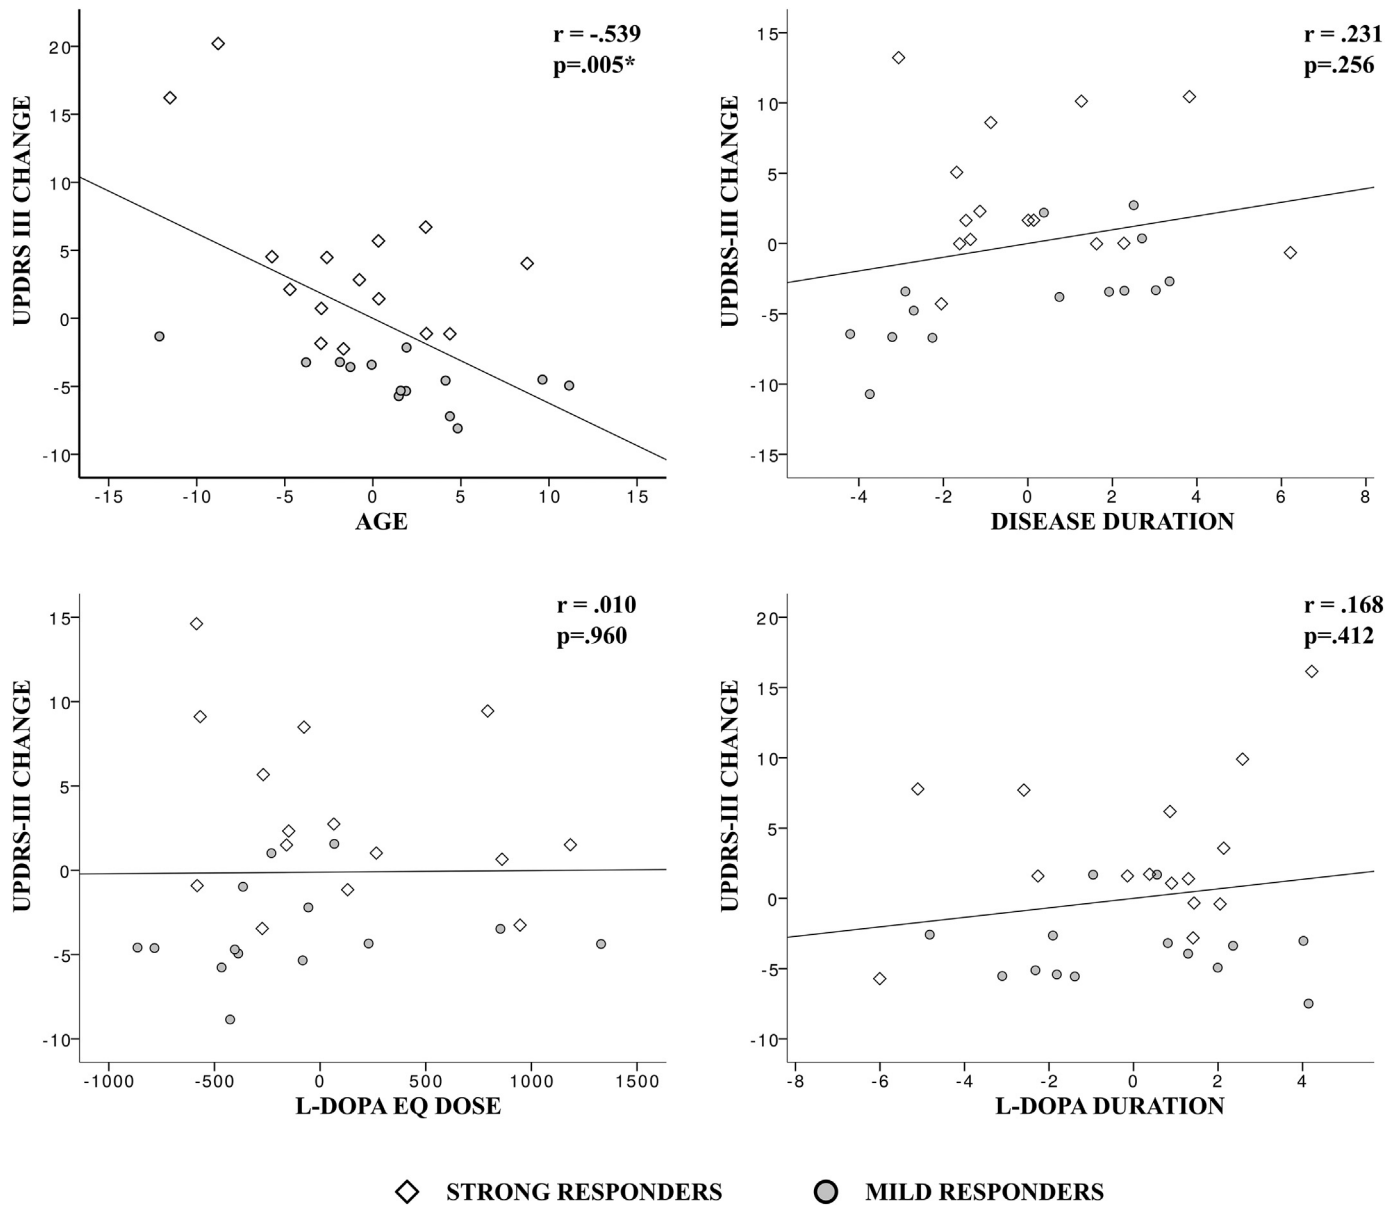 r = -.539
p=.005*
UPDRS III CHANGE
20
15
10
5
0
-5
-10
-15 -10 -5 0 5 10 15
AGE
r = .231
p=.256
UPDRS-III CHANGE
15
10
5
0
-5
-10
-15
-4 -2 0 2 4 6 8
DISEASE DURATION
r = .010
p=.960
UPDRS-III CHANGE
15
10
5
0
-5
-10
-1000 -500 0 500 1000 1500
L-DOPA EQ DOSE
r = .168
p=.412
UPDRS-III CHANGE
20
15
10
5
0
-5
-10
-8 -6 -4 -2 0 2 4
L-DOPA DURATION
STRONG RESPONDERS MILD RESPONDERS